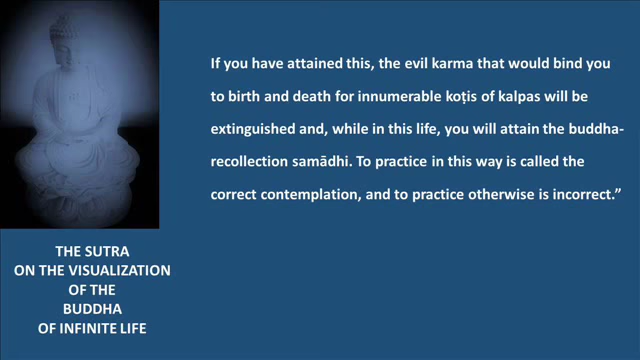 If you have attained this, the evil karma that would bind you
to birth and death for innumerable koṭis of kalpas will be
extinguished and, while in this life, you will attain the buddha-
recollection samādhi. To practice in this way is called the
correct contemplation, and to practice otherwise is incorrect.”
THE SUTRA
ON THE VISUALIZATION
OF THE
BUDDHA
OF INFINITE LIFE